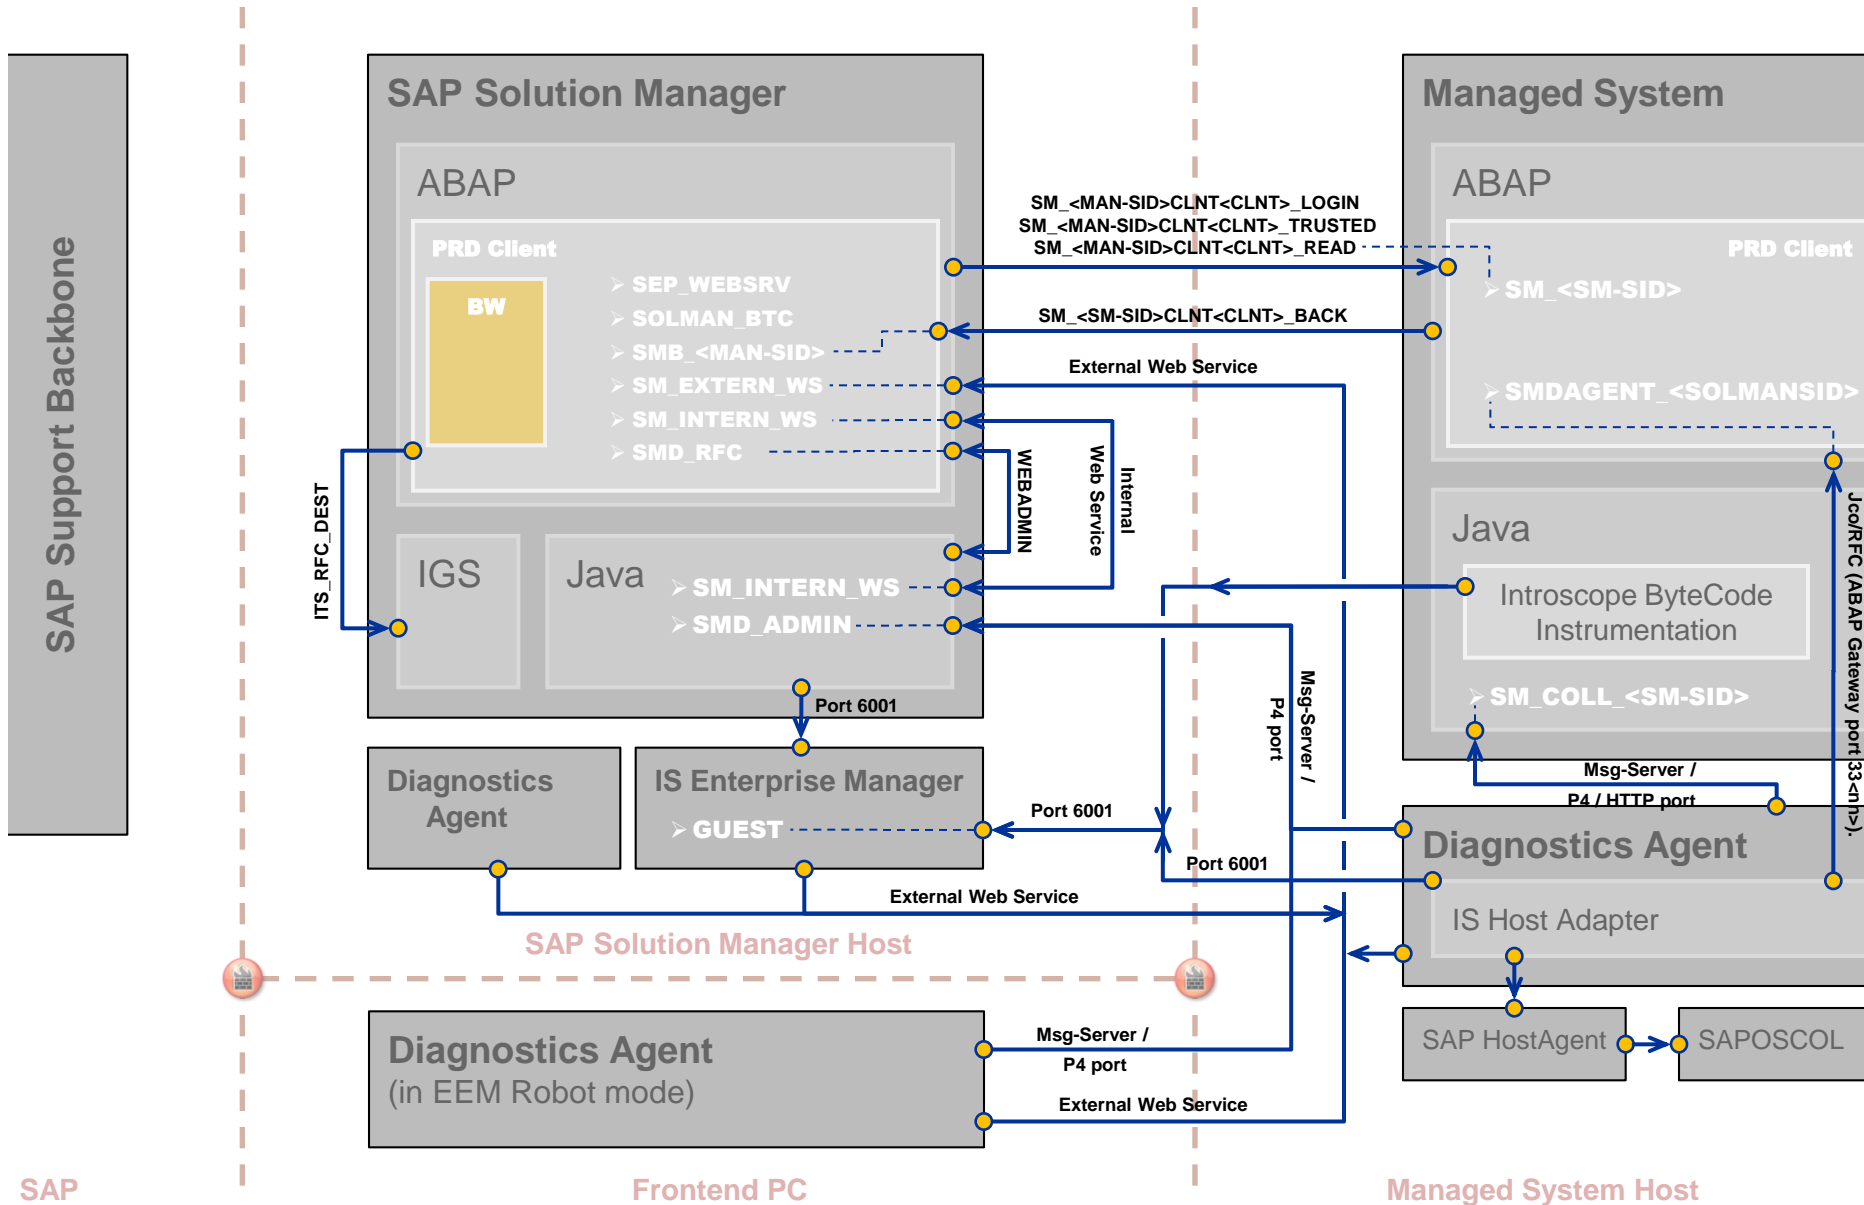 SAP Support Backbone
SAP Solution Manager
ABAP
PRD Client
BW
SEP_WEBSRV
SOLMAN_BTC
SMB_<MAN-SID>
SM_EXTERN_WS
SM_INTERN_WS
SMD_RFC
ITS_RFC_DEST
IGS
Java
SM_INTERN_WS
SMD_ADMIN
WEBADMIN
Internal
Web Service
Port 6001
Diagnostics
Agent
IS Enterprise Manager
GUEST
External Web Service
SAP Solution Manager Host
Diagnostics Agent
(in EEM Robot mode)
Msg-Server /
P4 port
External Web Service
SM_<MAN-SID>CLNT<CLNT>_LOGIN
SM_<MAN-SID>CLNT<CLNT>_TRUSTED
SM_<MAN-SID>CLNT<CLNT>_READ
SM_<SM-SID>CLNT<CLNT>_BACK
External Web Service
Msg-Server /
P4 port
Port 6001
Port 6001
Managed System
ABAP
PRD Client
SM_<SM-SID>
SMDAGENT_<SOLMANSID>
Java
Introscope ByteCode
Instrumentation
SM_COLL_<SM-SID>
Jco/RFC (ABAP Gateway port 33<nn>).
Msg-Server /
P4 / HTTP port
Diagnostics Agent
IS Host Adapter
SAP HostAgent
SAPOSCOL
SAP
Frontend PC
Managed System Host